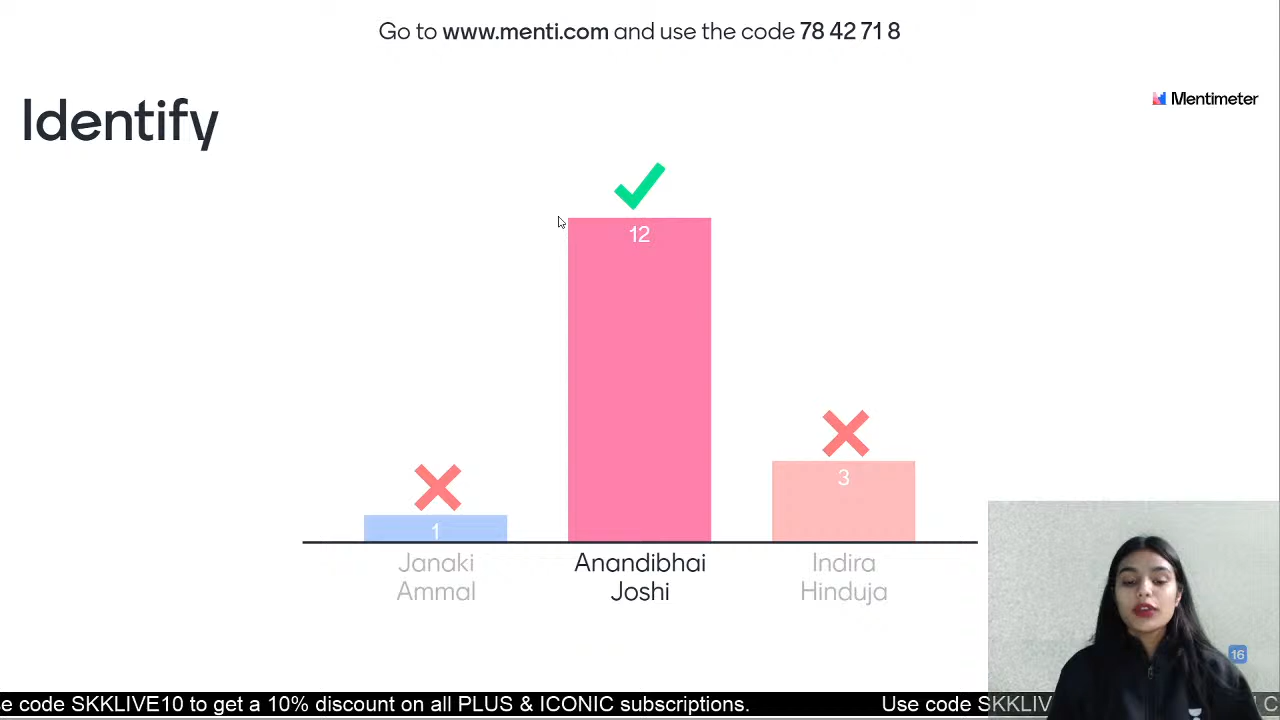 Go to www.menti.com and use the code 78 42 71 8
Identify
Mentimeter
12
3
1
Janaki
Ammal
Anandibhai
Joshi
Indira
Hinduja
16
se code SKKLIVE10 to get a 10% discount on all PLUS & ICONIC subscriptions. Use code SKKLIV